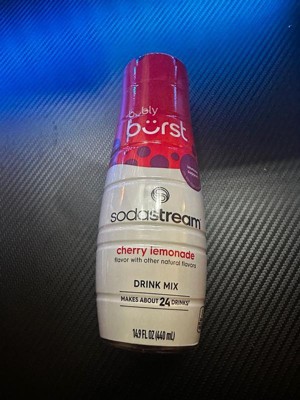 bubly
bürst
sodastream
cherry lemonade
flavor with other natural flavors
DRINK MIX
MAKES ABOUT 24 DRINKS*
14.9 FL OZ (440 mL)